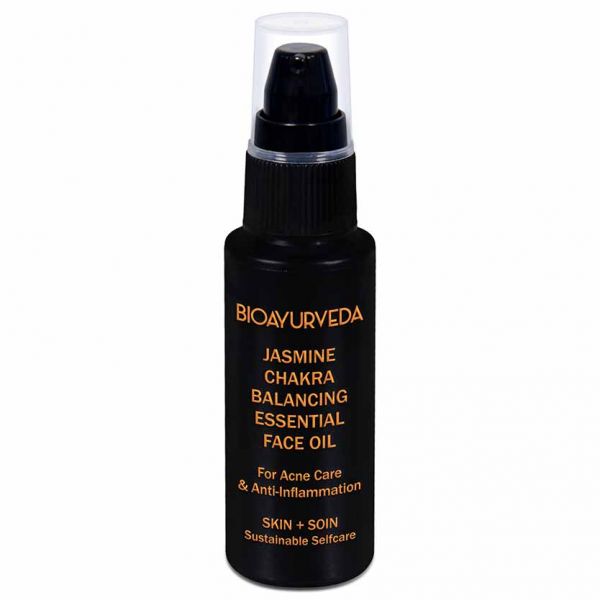 BIOAYURVEDA
JASMINE
CHAKRA
BALANCING
ESSENTIAL
FACE OIL
For Acne Care
& Anti-Inflammation
SKIN + SOIN
Sustainable Selfcare